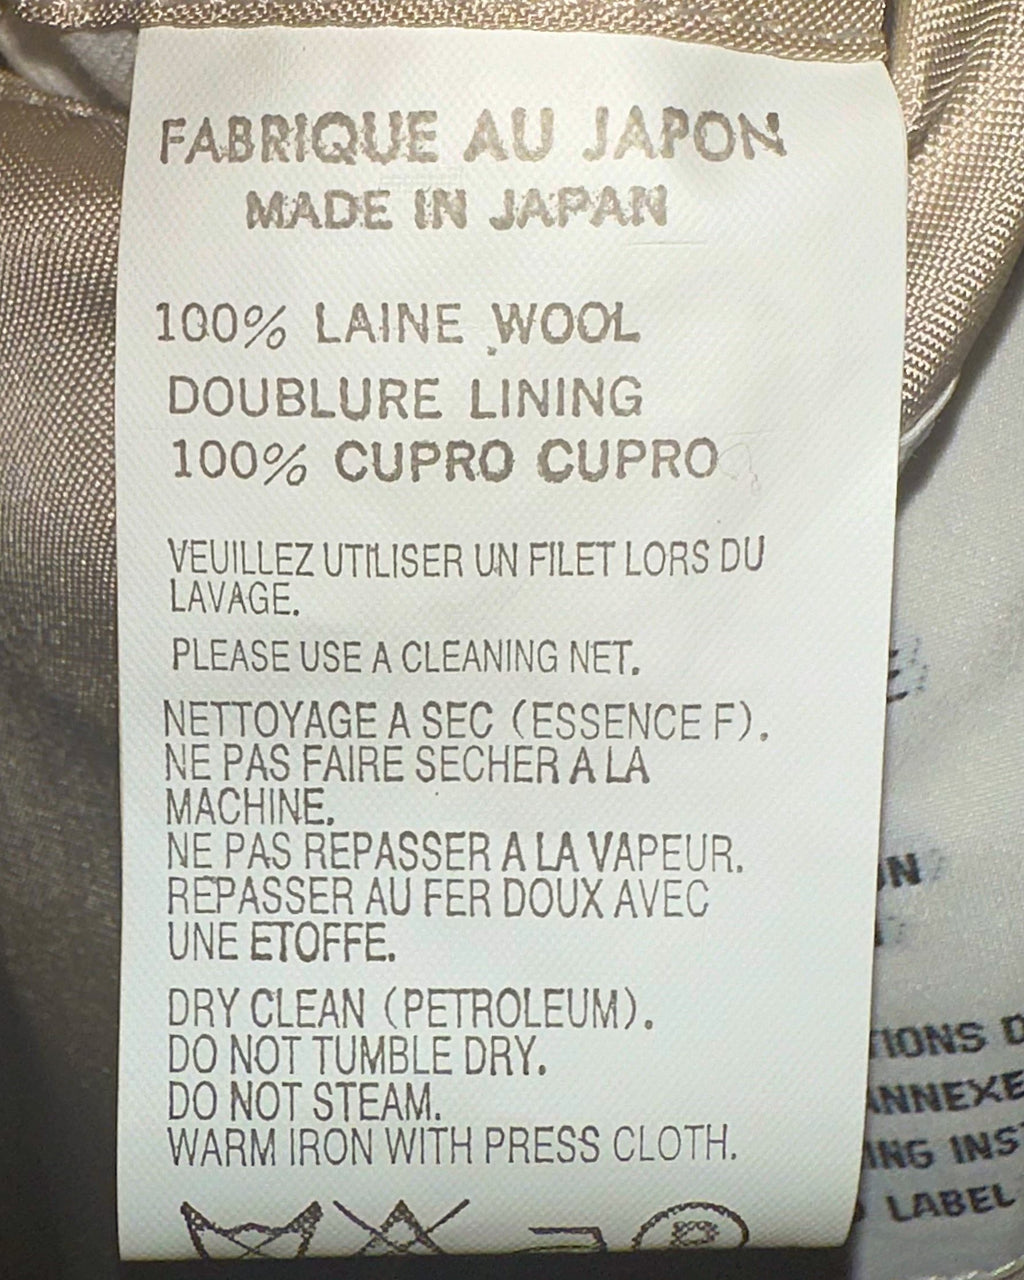 FABRIQUE AU JAPON
MADE IN JAPAN
100% LAINE WOOL
DOUBLURE LINING
100% CUPRO CUPRO
VEUILLEZ UTILISER UN FILET LORS DU
LAVAGE.
PLEASE USE A CLEANING NET.
NETTOYAGE A SEC (ESSENCE F).
NE PAS FAIRE SECHER A LA
MACHINE.
NE PAS REPASSER A LA VAPEUR.
REPASSER AU FER DOUX AVEC
UNE ETOFFE.
DRY CLEAN (PETROLEUM).
DO NOT TUMBLE DRY.
DO NOT STEAM.
WARM IRON WITH PRESS CLOTH.
P
LABEL